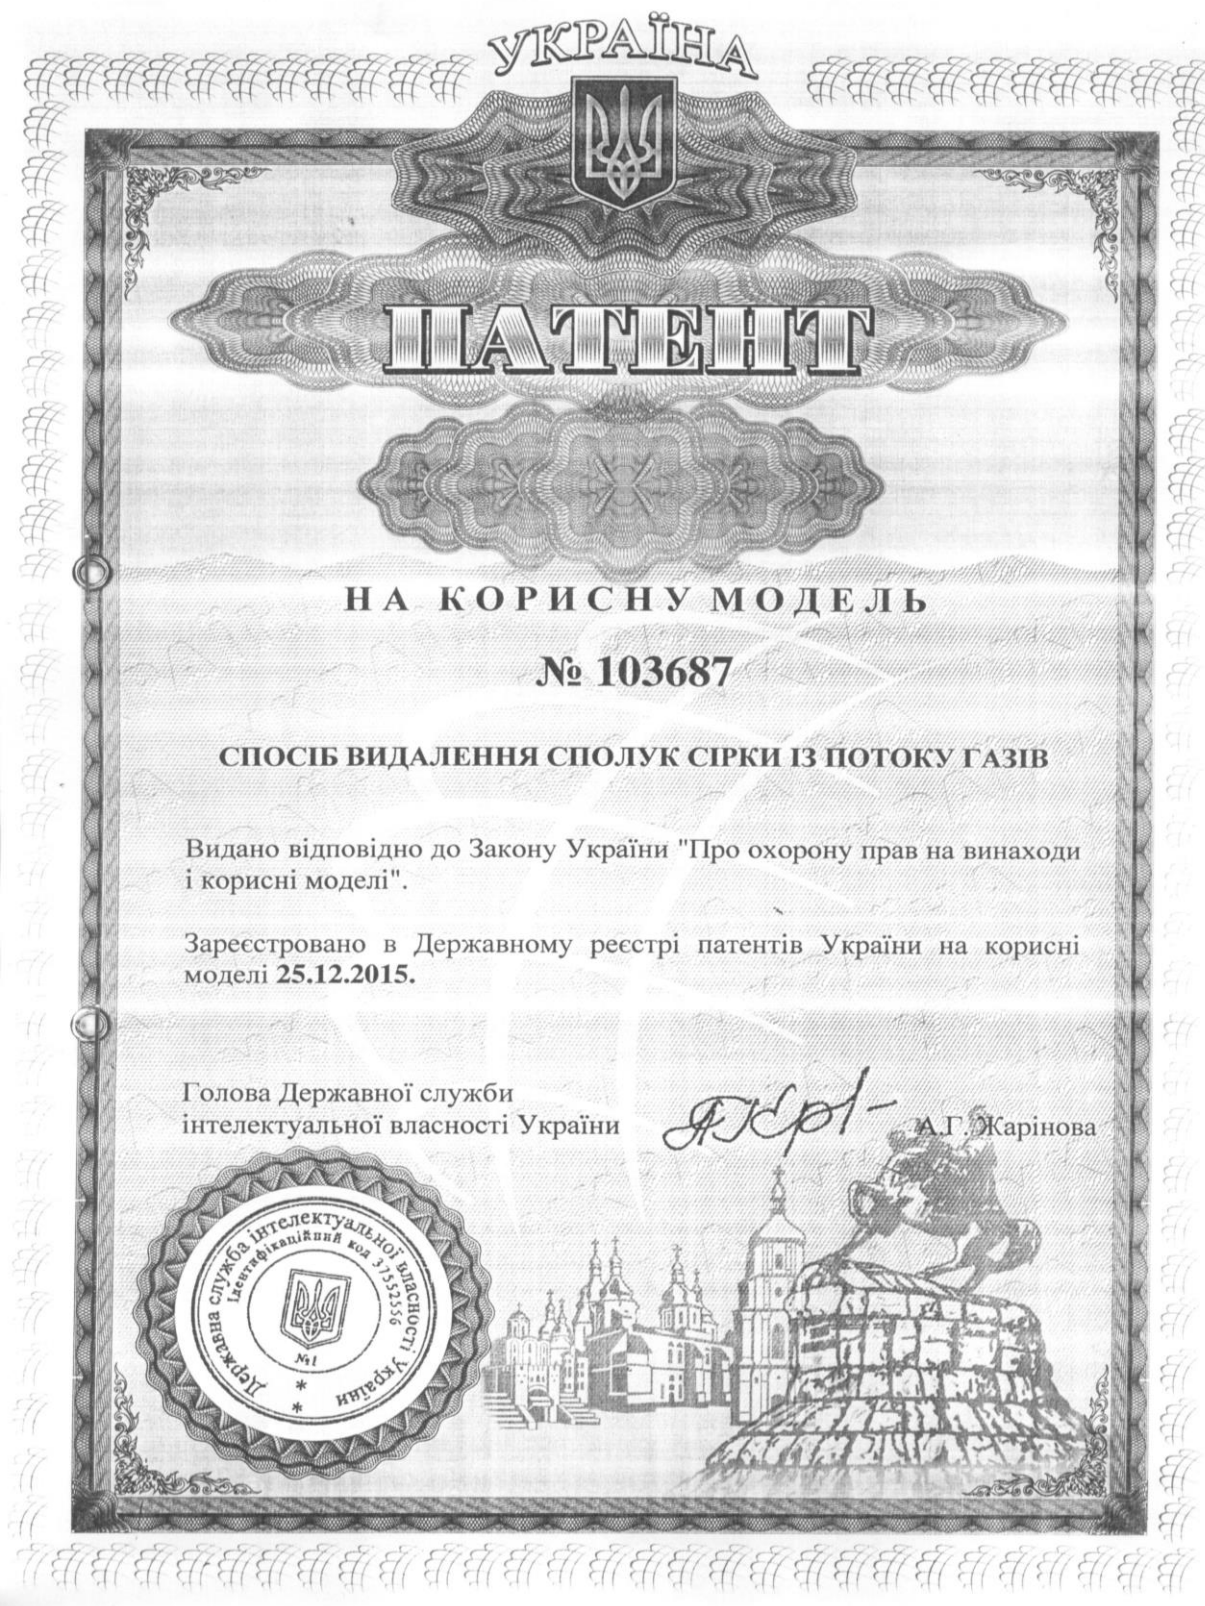 УКРАЇНА
ПАТЕНТ
НА КОРИСНУ МОДЕЛЬ
№ 103687
СПОСІБ ВИДАЛЕННЯ СПОЛУК СІРКИ ІЗ ПОТОКУ ГАЗІВ
Видано відповідно до Закону України "Про охорону прав на винаходи
і корисні моделі".
Зареєстровано в Державному реєстрі патентів України на корисні
моделі 25.12.2015.
Голова Державної служби
інтелектуальної власності України
А.Г. Жарінова
Державна служба інтелектуальної власності України
Ідентифікаційний код 37552556
№1